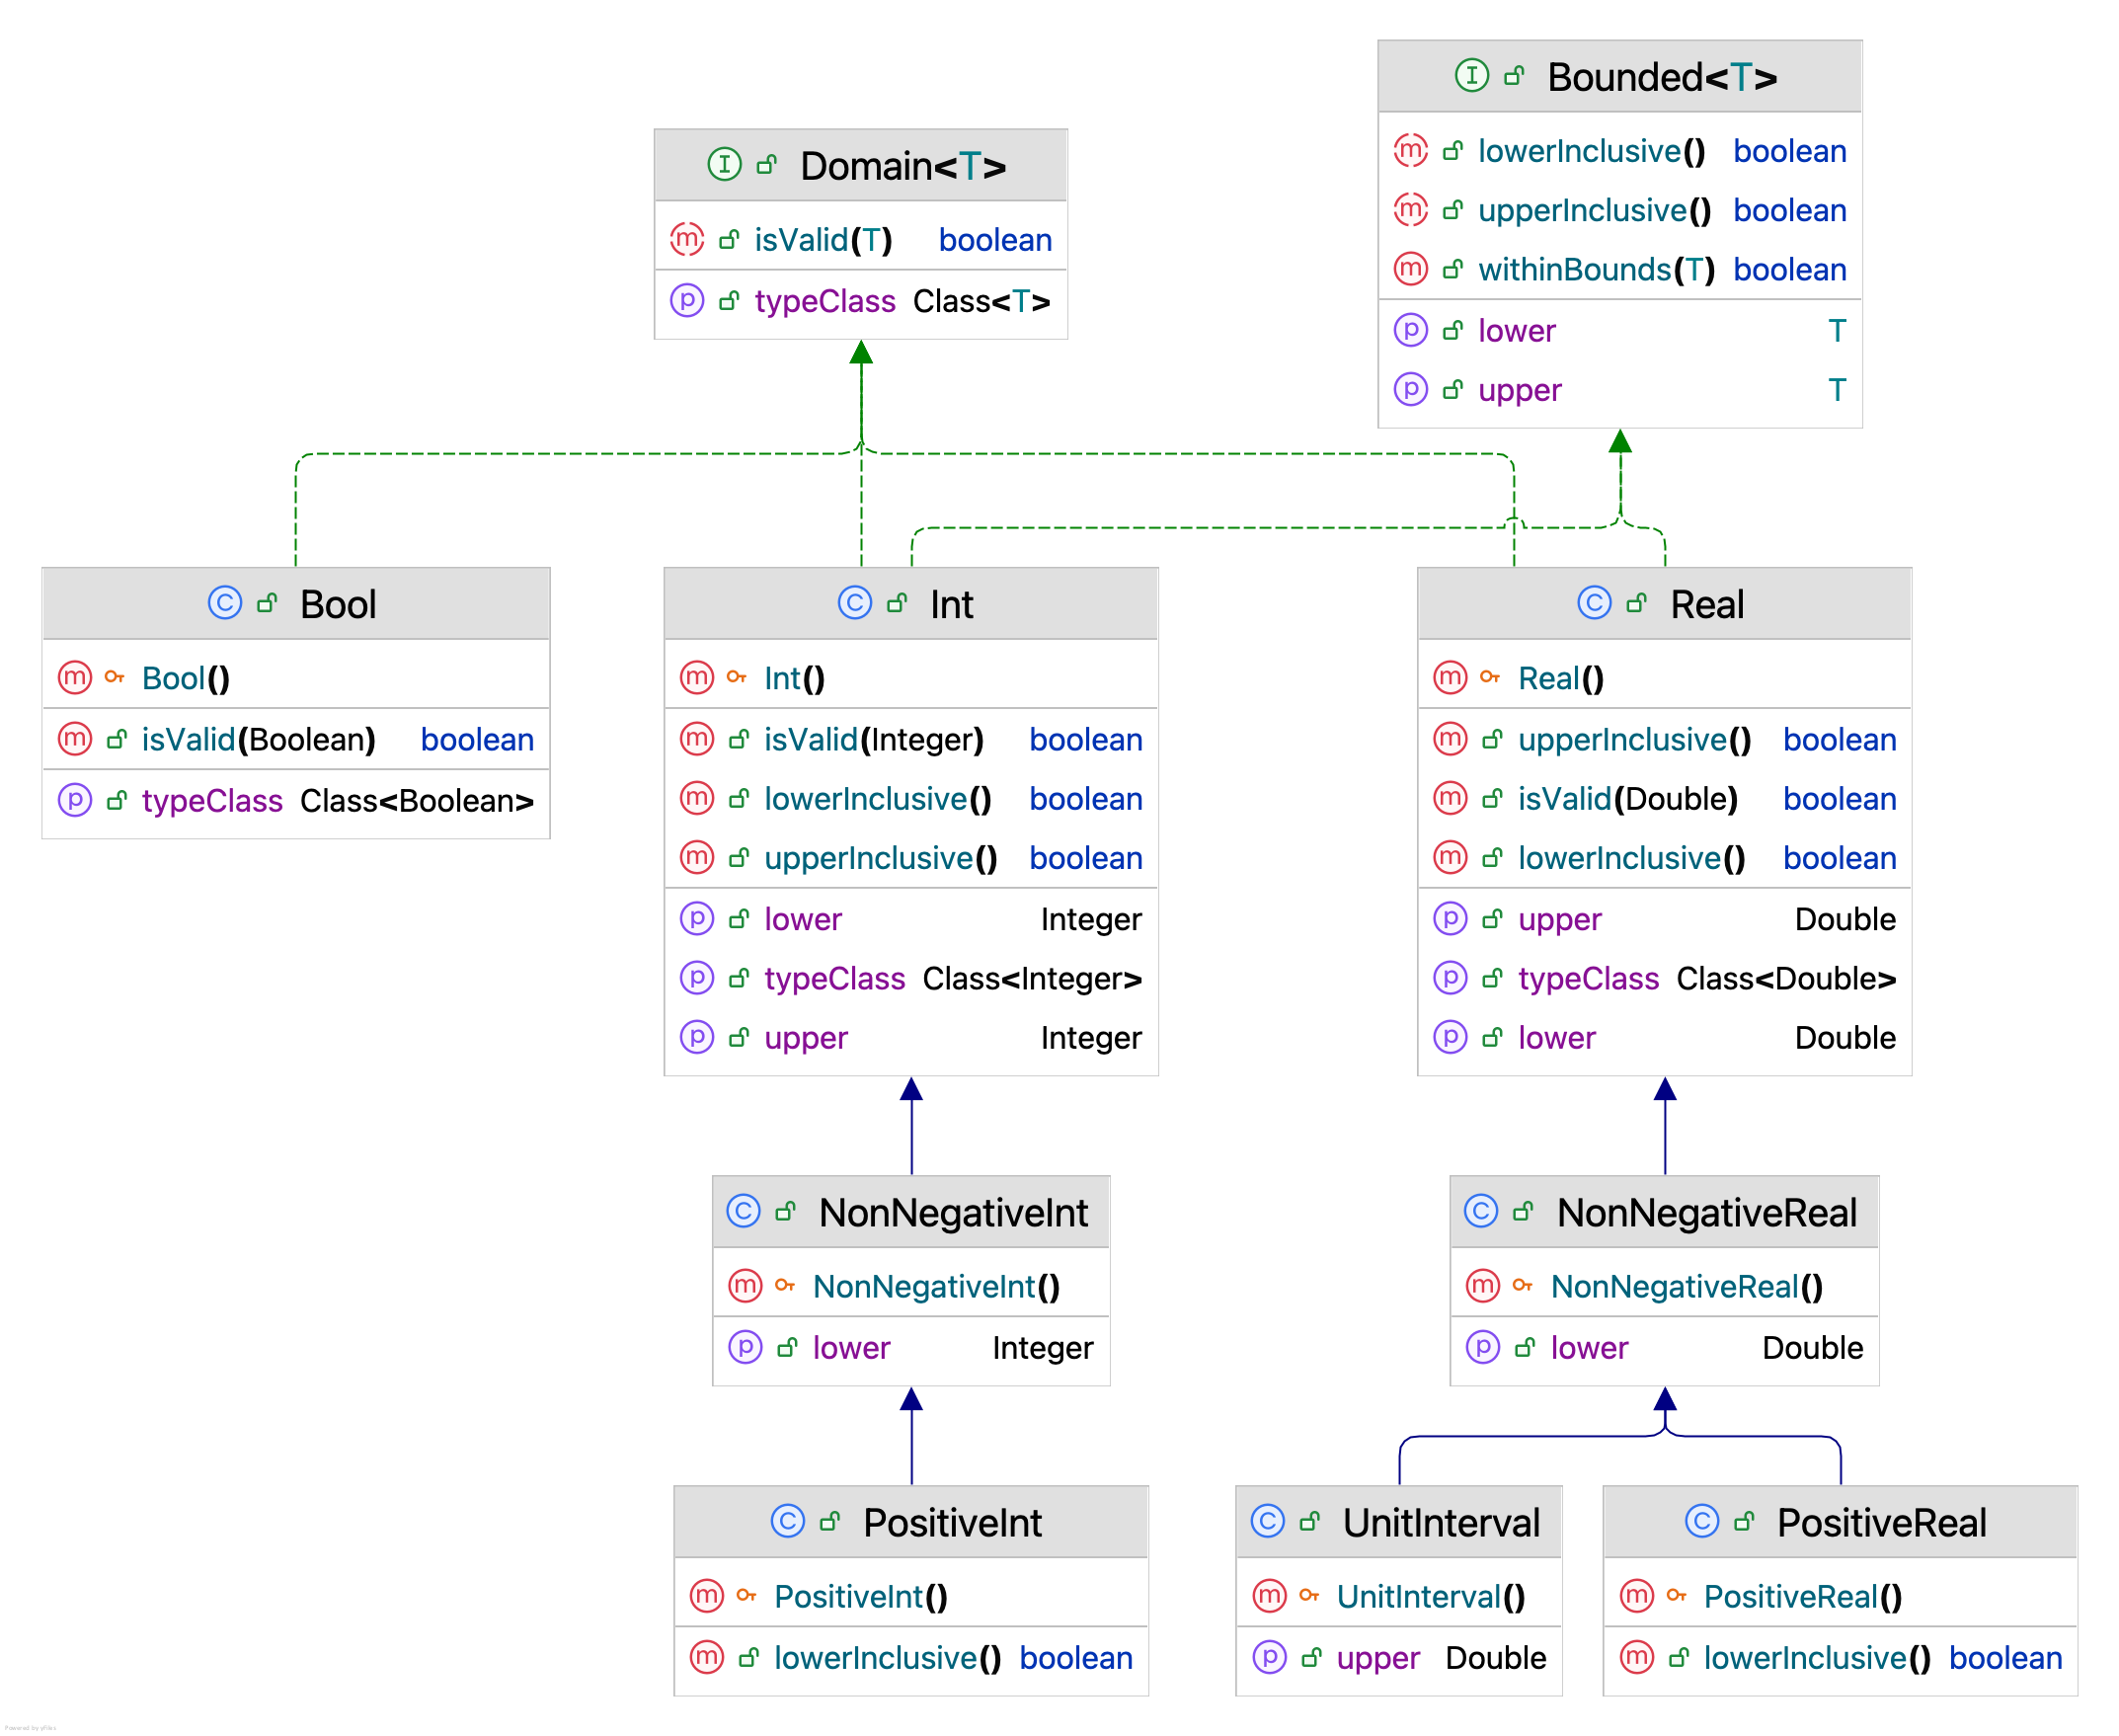 Bounded<T>
lowerInclusive() boolean
upperInclusive() boolean
withinBounds(T) boolean
lower T
upper T
Domain<T>
isValid(T) boolean
typeClass Class<T>
Bool
Bool()
isValid(Boolean) boolean
typeClass Class<Boolean>
Int
Int()
isValid(Integer) boolean
lowerInclusive() boolean
upperInclusive() boolean
lower Integer
typeClass Class<Integer>
upper Integer
Real
Real()
upperInclusive() boolean
isValid(Double) boolean
lowerInclusive() boolean
upper Double
typeClass Class<Double>
lower Double
NonNegativeInt
NonNegativeInt()
lower Integer
NonNegativeReal
NonNegativeReal()
lower Double
PositiveInt
PositiveInt()
lowerInclusive() boolean
UnitInterval
UnitInterval()
upper Double
PositiveReal
PositiveReal()
lowerInclusive() boolean
Powered by yFiles